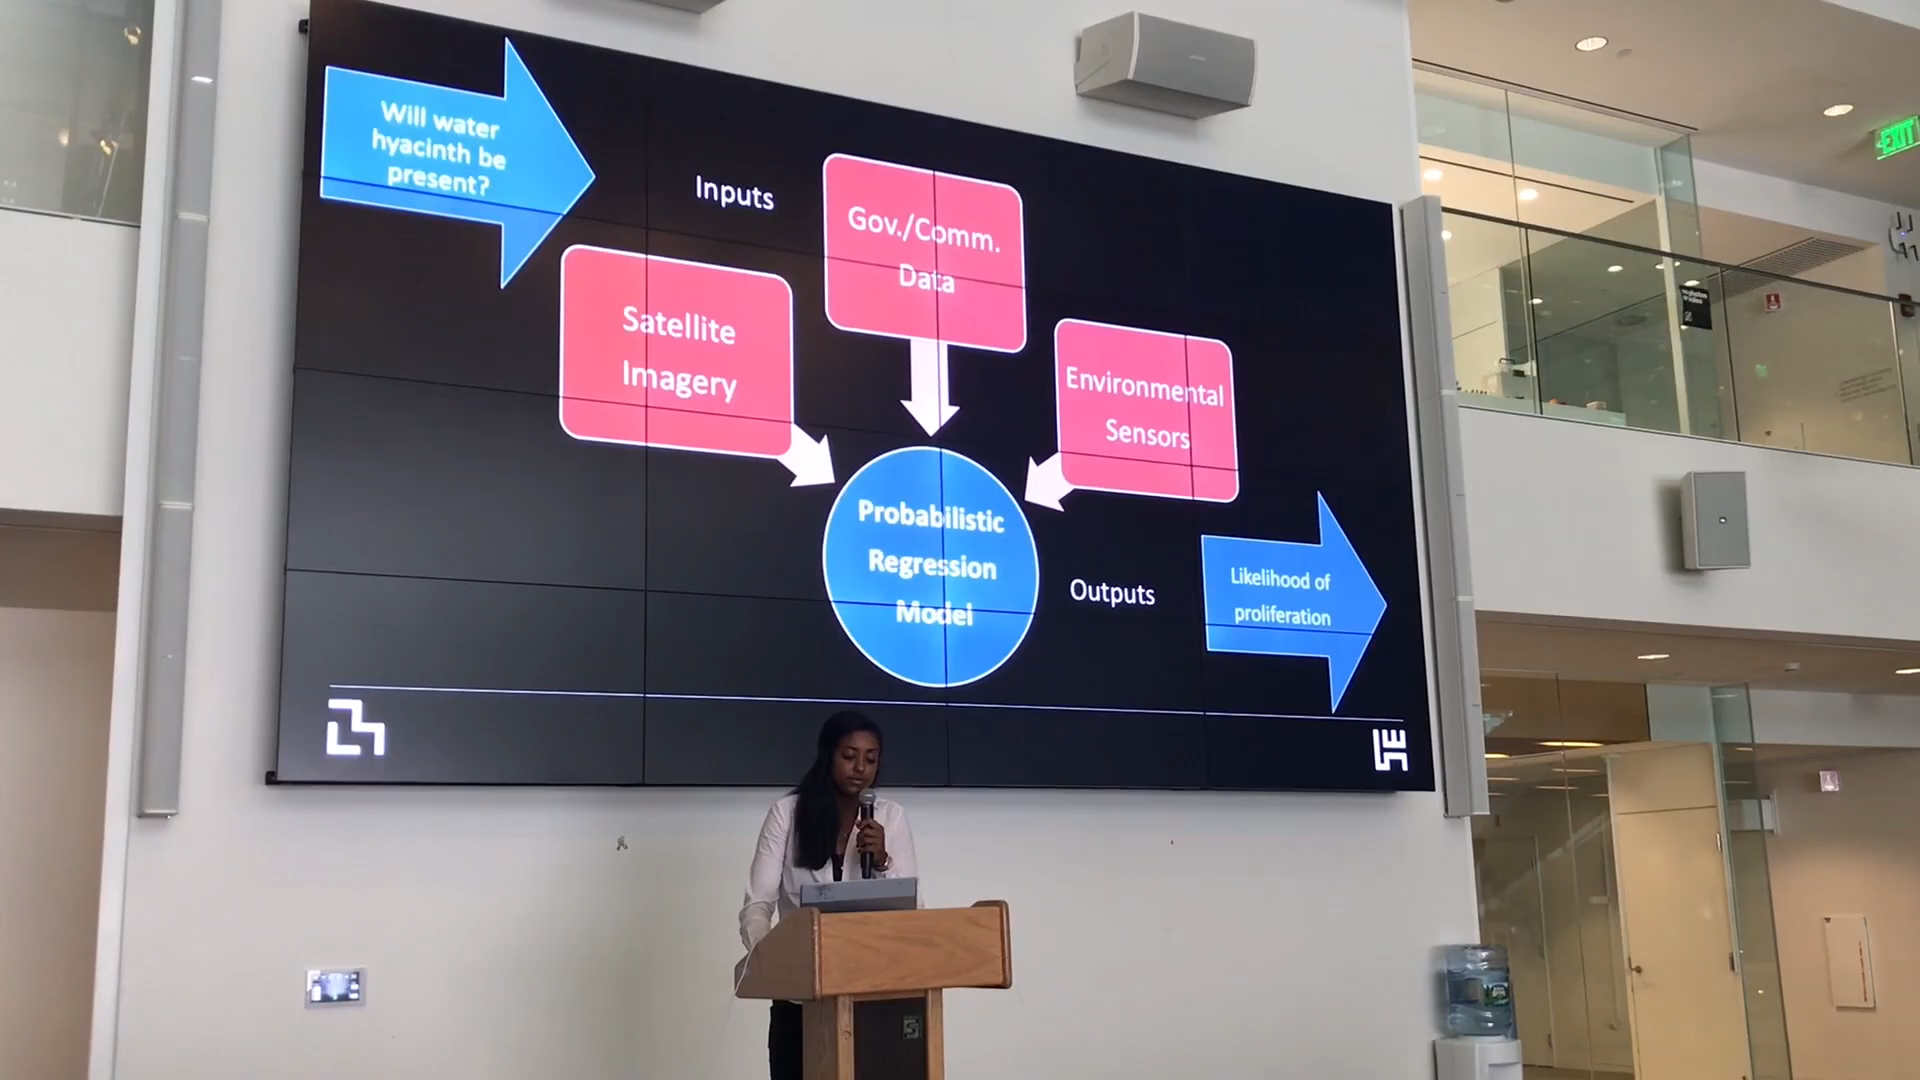 Will water
hyacinth be
present?
Inputs
Gov./Comm.
Data
Satellite
Imagery
Environmental
Sensors
Probabilistic
Regression
Model
Outputs
Likelihood of
proliferation
EXIT